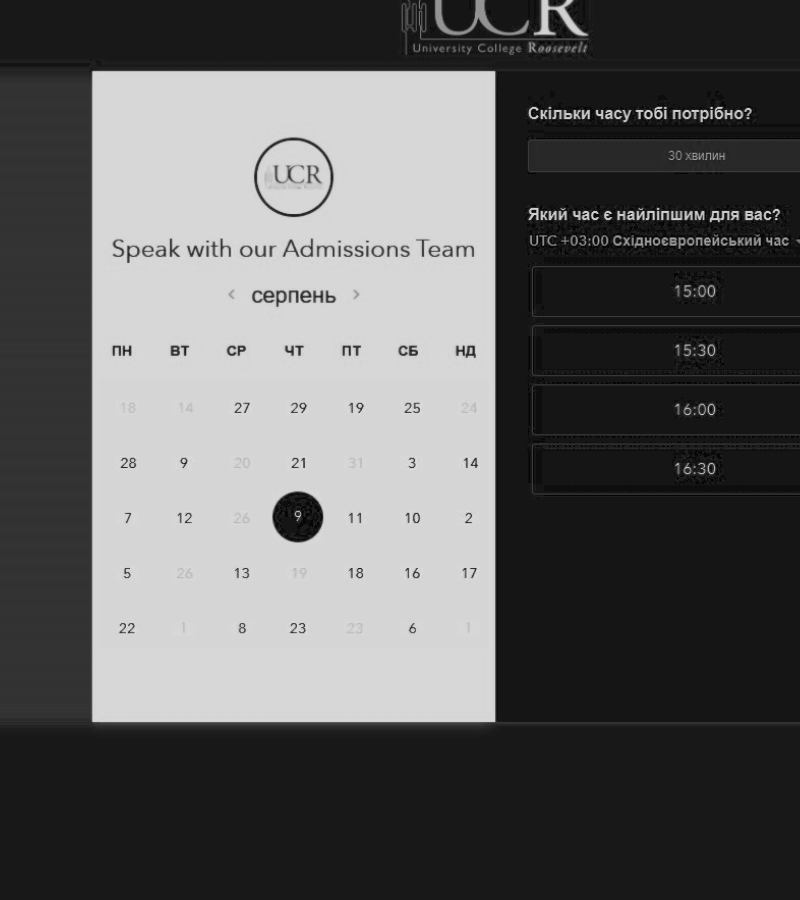 UCR
University College Roosevelt
UCR
Speak with our Admissions Team
< серпень >
ПН ВТ СР ЧТ ПТ СБ НД
18 14 27 29 19 25 24
28 9 20 21 31 3 14
7 12 26 9 11 10 2
5 26 13 19 18 16 17
22 1 8 23 23 6 1
Скільки часу тобі потрібно?
30 хвилин
Який час є найліпшим для вас?
UTC +03:00 Східноєвропейський час
15:00
15:30
16:00
16:30